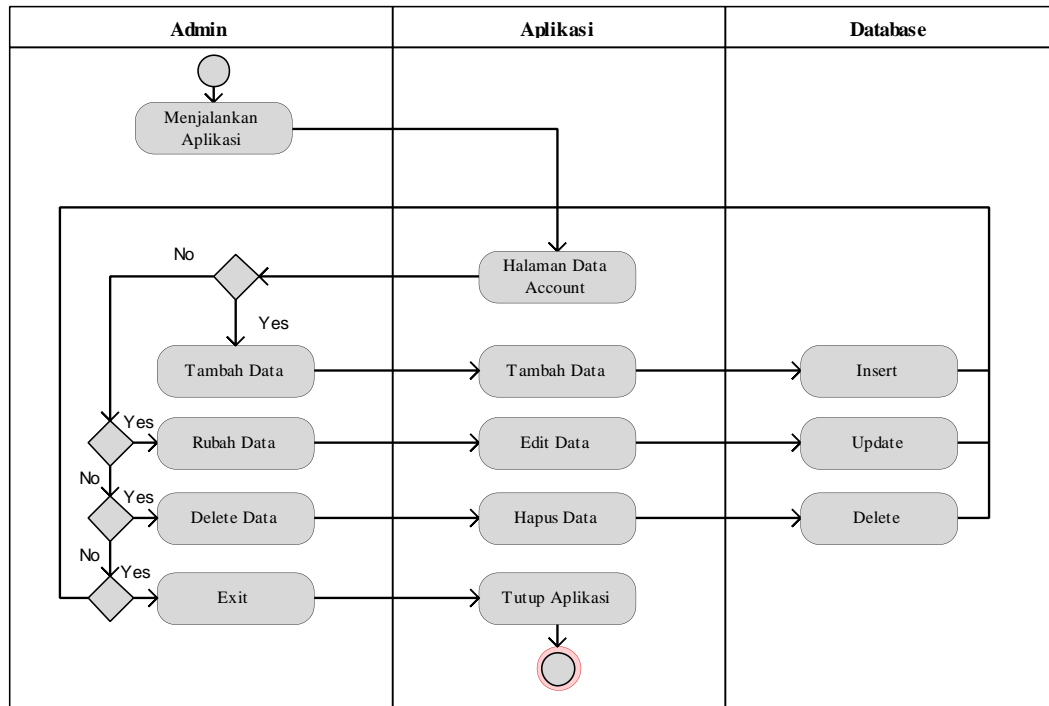 Admin
Aplikasi
Database
Menjalankan
Aplikasi
No
Halaman Data
Account
Yes
Tambah Data
Tambah Data
Insert
Yes
Rubah Data
Edit Data
Update
No
Yes
Delete Data
Hapus Data
Delete
No
Yes
Exit
Tutup Aplikasi